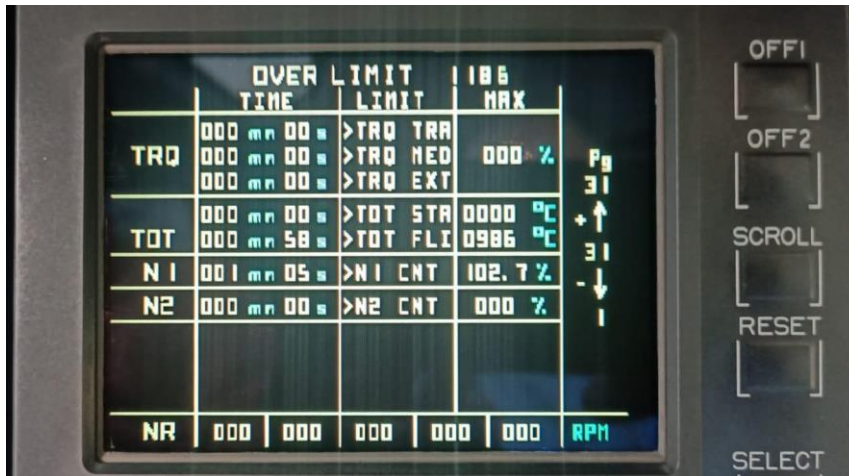 OVER LIMIT 1186
TIME LIMIT MAX
000 mn 00 s >TRQ TRA
TRQ 000 mn 00 s >TRQ MED 000 %
000 mn 00 s >TRQ EXT
000 mn 00 s >TOT STA 0000 °C
TOT 000 mn 58 s >TOT FLI 0986 °C
N1 001 mn 05 s >N1 CNT 102.7 %
N2 000 mn 00 s >N2 CNT 000 %
NR 000 000 000 000 000 RPM
Pg
31
+ ↑
31
- ↓
1
OFF1
OFF2
SCROLL
RESET
SELECT